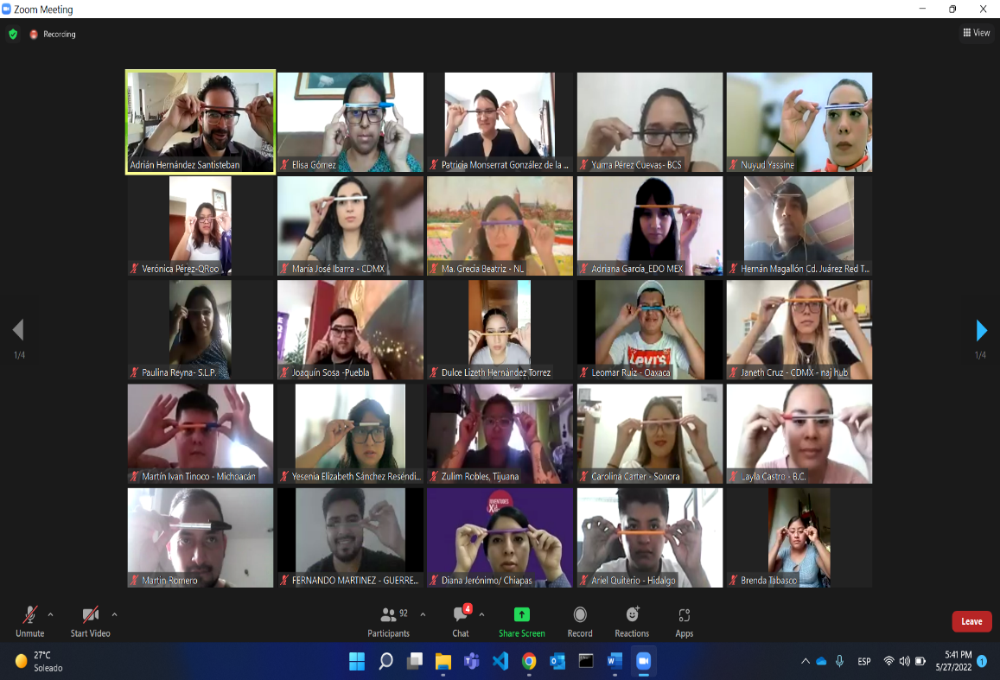 Zoom Meeting
Recording
View
Adrián Hernández Santisteban
Elisa Gómez
Patricia Monserrat González de la ...
Yuma Pérez Cuevas- BCS
Nuyud Yassine
Verónica Pérez-QRoo
María José Ibarra - CDMX
Ma. Grecia Beatriz - NL
Adriana García_EDO MEX
Hernán Magallón Cd. Juárez Red T...
Paulina Reyna- S.L.P.
Joaquín Sosa -Puebla
Dulce Lizeth Hernández Torrez
Leomar Ruiz - Oaxaca
Janeth Cruz - CDMX - naj hub
LEVI'S
1/4
1/4
Martín Ivan Tinoco - Michoacán
Yesenia Elizabeth Sánchez Reséndi...
Zulim Robles, Tijuana
Carolina Carter - Sonora
Layla Castro - B.C.
JUVENTUDES
Martin Romero
FERNANDO MARTINEZ - GUERRE...
Diana Jerónimo/ Chiapas
Ariel Quiterio - Hidalgo
Brenda Tabasco
Unmute
Start Video
92
Participants
4
Chat
Share Screen
Record
Reactions
Apps
Leave
27°C
Soleado
ESP
5:41 PM
5/27/2022
1